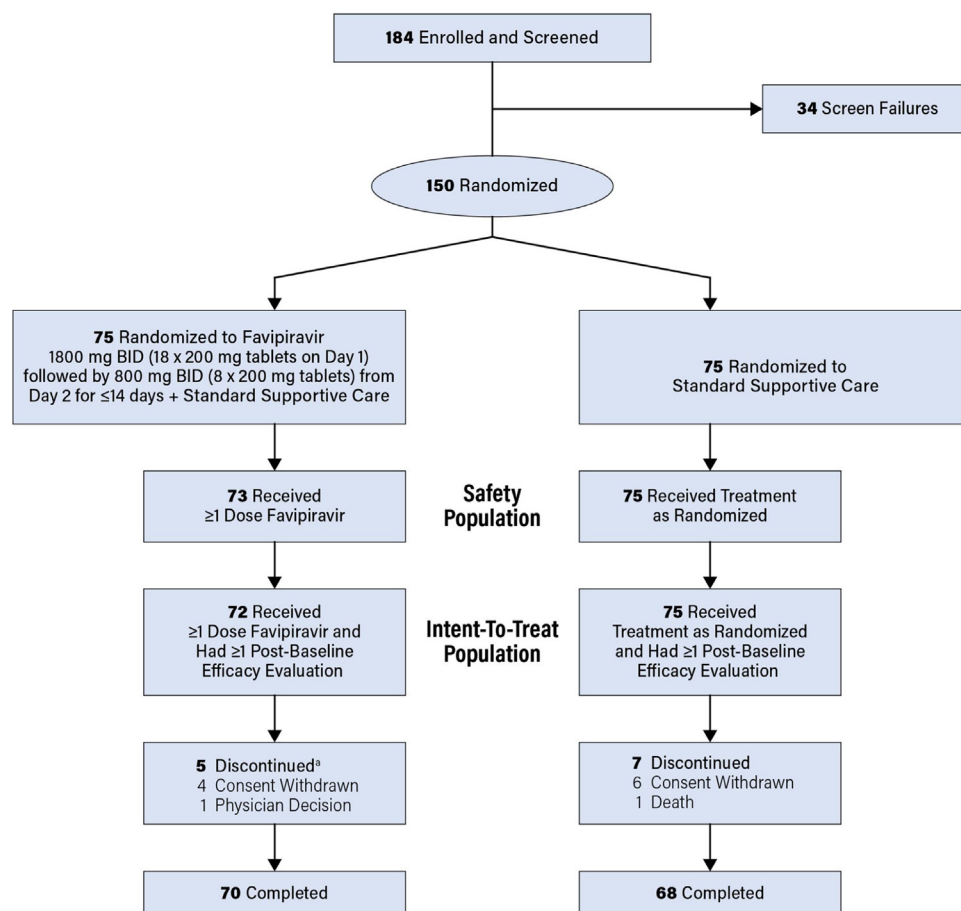 184 Enrolled and Screened
34 Screen Failures
150 Randomized
75 Randomized to Favipiravir
1800 mg BID (18 x 200 mg tablets on Day 1)
followed by 800 mg BID (8 x 200 mg tablets) from
Day 2 for ≤14 days + Standard Supportive Care
75 Randomized to
Standard Supportive Care
73 Received
≥1 Dose Favipiravir
Safety
Population
75 Received Treatment
as Randomized
72 Received
≥1 Dose Favipiravir and
Had ≥1 Post-Baseline
Efficacy Evaluation
Intent-To-Treat
Population
75 Received
Treatment as Randomized
and Had ≥1 Post-Baseline
Efficacy Evaluation
5 Discontinuedᵃ
4 Consent Withdrawn
1 Physician Decision
7 Discontinued
6 Consent Withdrawn
1 Death
70 Completed
68 Completed